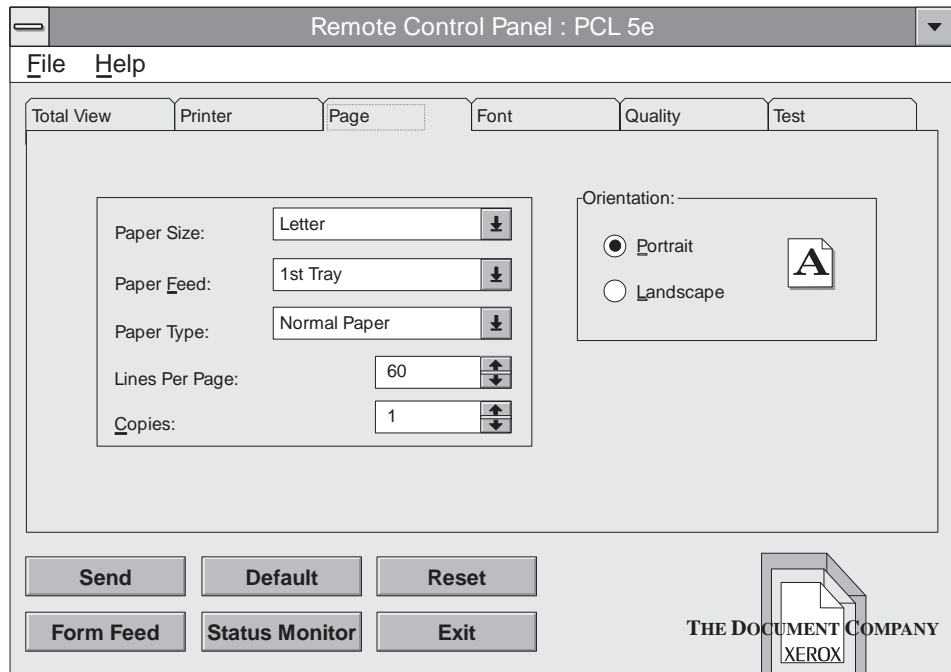 Remote Control Panel : PCL 5e
File Help
Total View Printer Page Font Quality Test
Paper Size: Letter
Paper Feed: 1st Tray
Paper Type: Normal Paper
Lines Per Page: 60
Copies: 1
Orientation:
Portrait
Landscape
A
Send Default Reset
Form Feed Status Monitor Exit
THE DOCUMENT COMPANY
XEROX